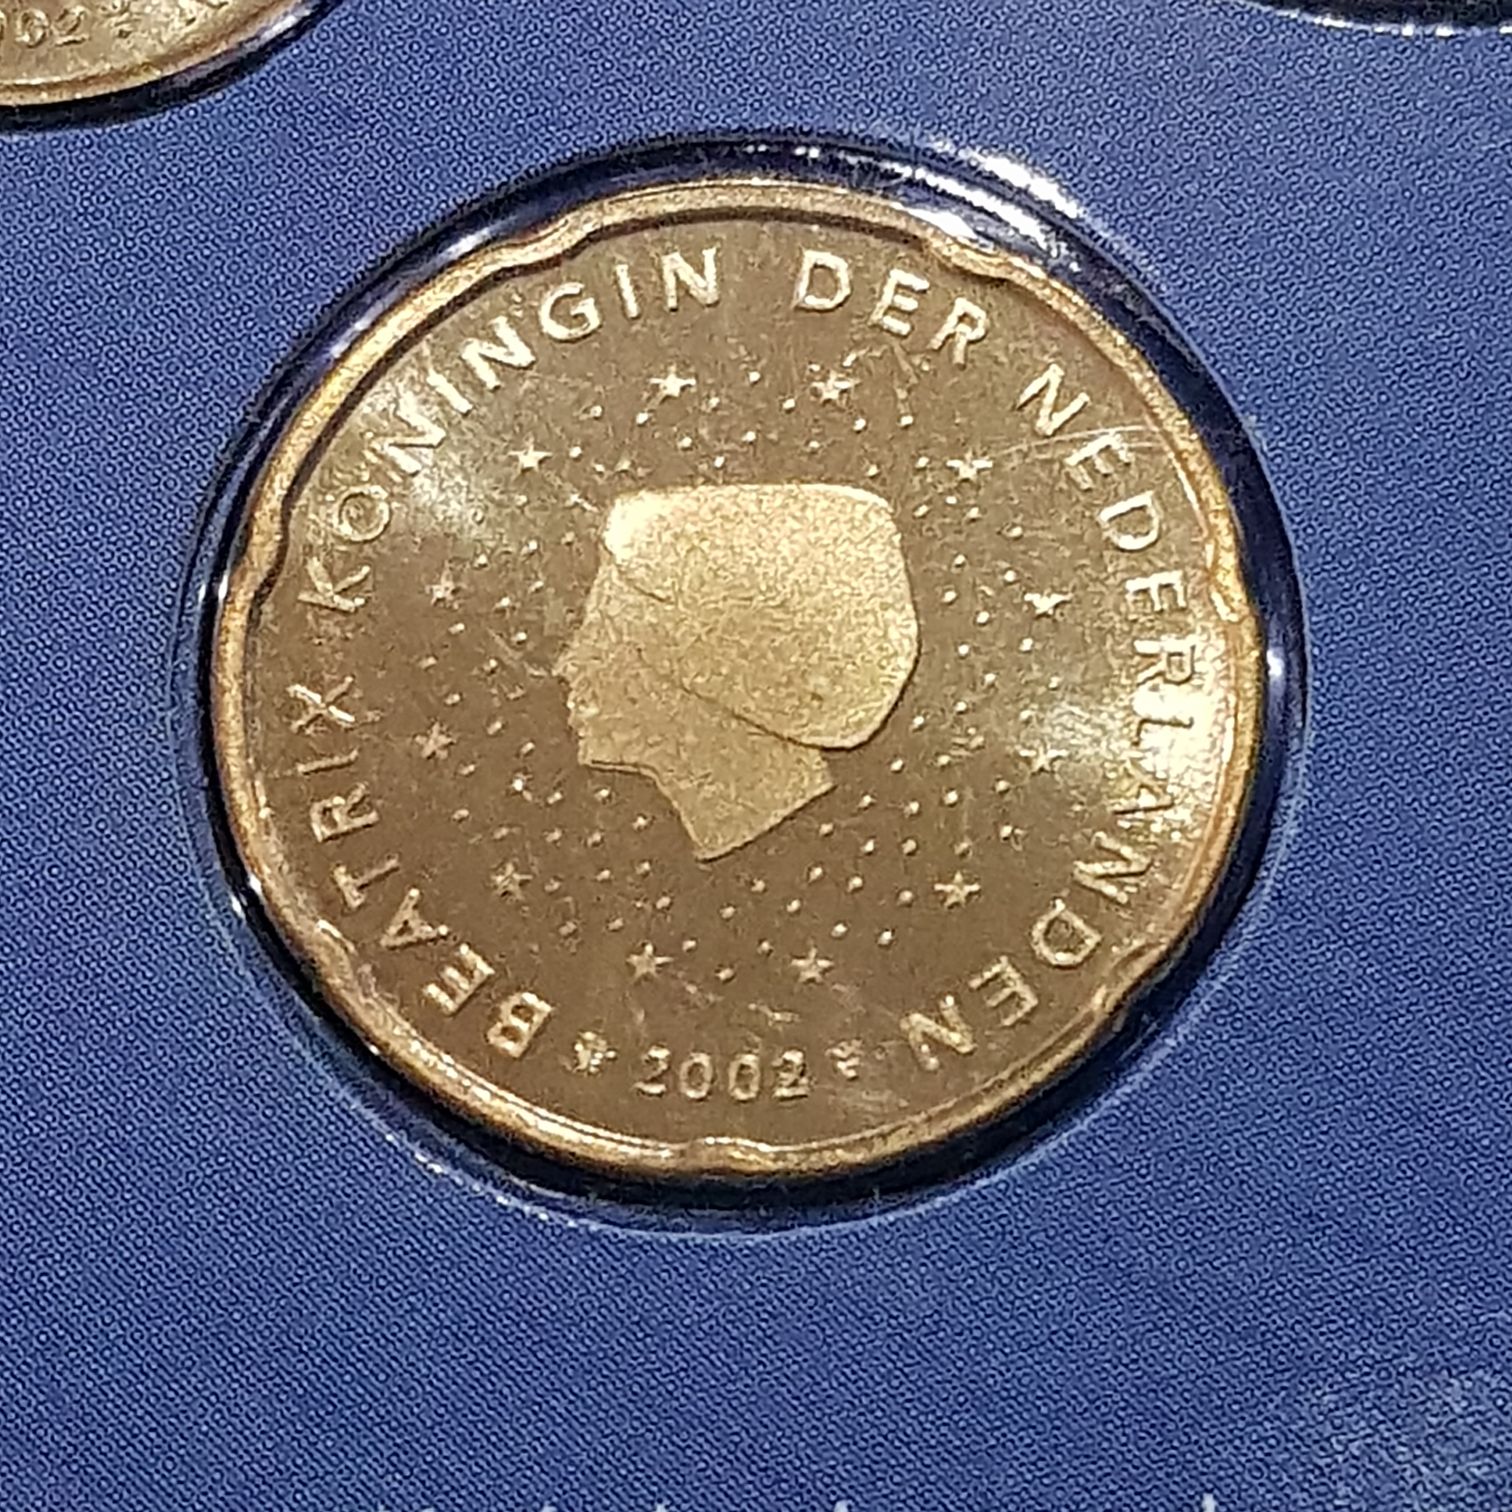 BEATRIX KONINGIN DER NEDERLANDEN
2002